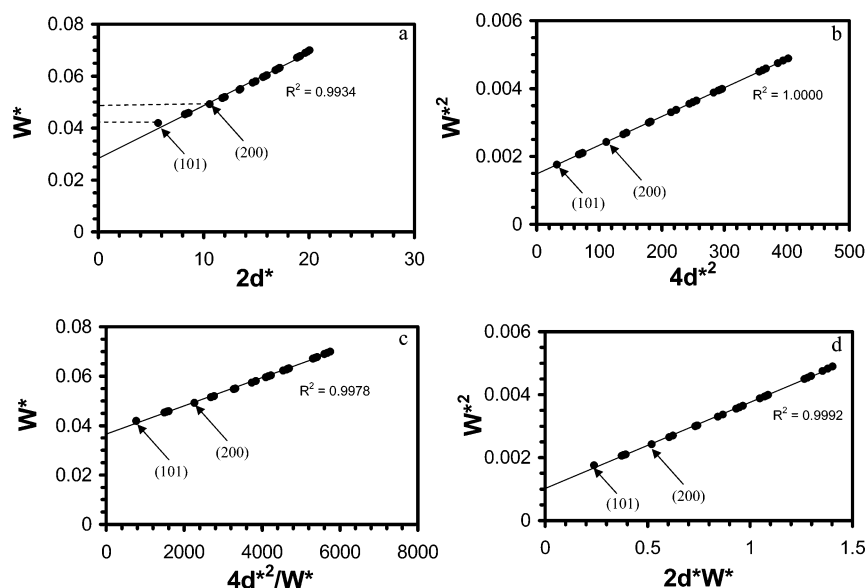 a
0.08
0.06
0.04
0.02
0
W*
R² = 0.9934
(101)
(200)
0 10 20 30
2d*
b
0.006
0.004
0.002
0
W*²
R² = 1.0000
(101)
(200)
0 100 200 300 400 500
4d*²
c
0.08
0.06
0.04
0.02
0
W*
R² = 0.9978
(101)
(200)
0 2000 4000 6000 8000
4d*²/W*
d
0.006
0.004
0.002
0
W*²
R² = 0.9992
(101)
(200)
0 0.5 1 1.5
2d*W*